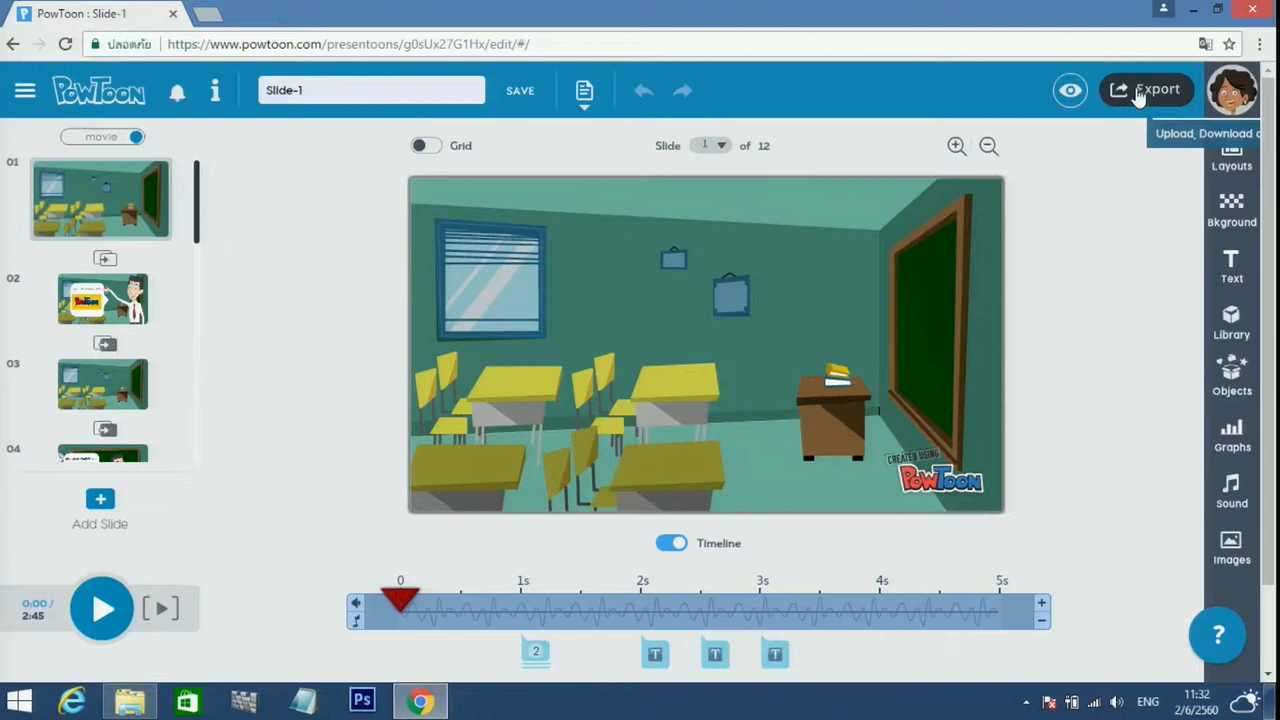 PowToon : Slide-1
ปลอดภัย
https://www.powtoon.com/presentoons/g0sUx27G1Hx/edit/#/
POWTOON
Slide-1
SAVE
Export
Upload, Download
movie
Grid
Slide 1 of 12
Layouts
Bkground
Text
Library
Objects
Graphs
Sound
Images
01
02
03
04
CREATED USING
POWTOON
Add Slide
Timeline
0:00 /
2:45
0 1s 2s 3s 4s 5s
2 T T T
?
Ps
ENG
11:32
2/6/2560